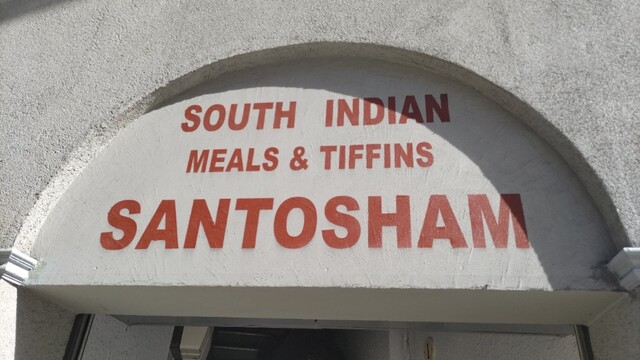 SOUTH INDIAN
MEALS & TIFFINS
SANTOSHAM